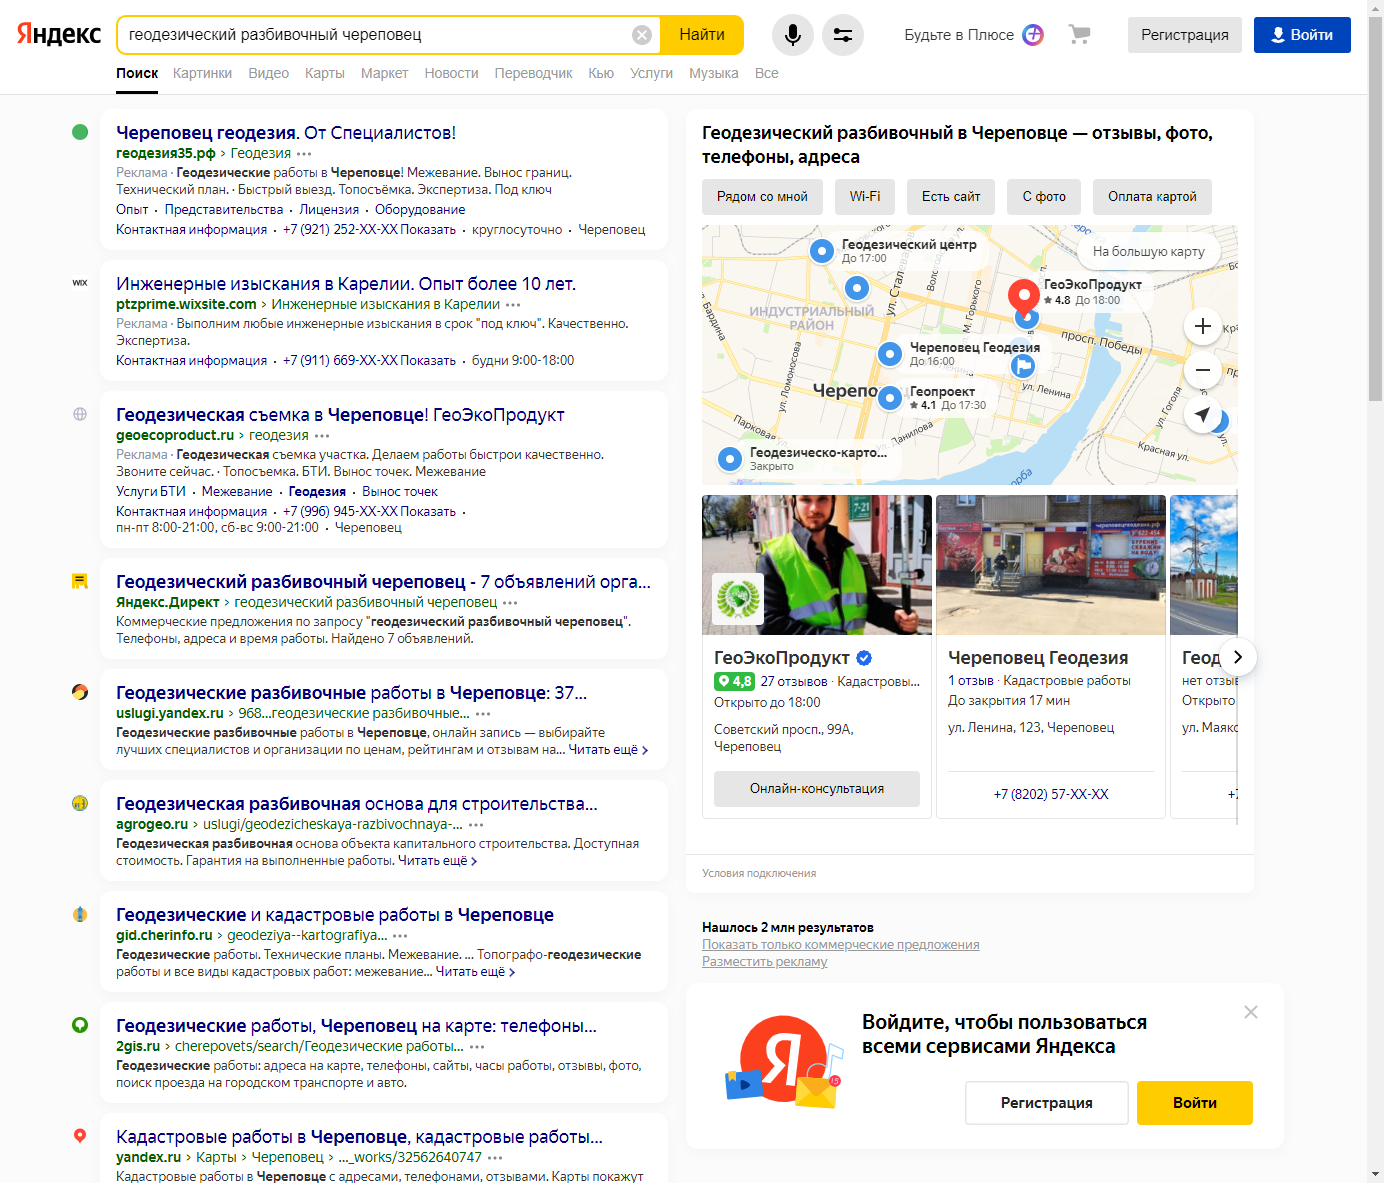 Яндекс
геодезический разбивочный череповец
Найти
Будьте в Плюсе
Регистрация
Войти
Поиск Картинки Видео Карты Маркет Новости Переводчик Кью Услуги Музыка Все
Череповец геодезия. От Специалистов!
геодезия35.рф › Геодезия
Реклама · Геодезические работы в Череповце! Межевание. Вынос границ.
Технический план. · Быстрый выезд. Топосъёмка. Экспертиза. Под ключ
Опыт · Представительства · Лицензия · Оборудование
Контактная информация · +7 (921) 252-XX-XX Показать · круглосуточно · Череповец
WIX
Инженерные изыскания в Карелии. Опыт более 10 лет.
ptzprime.wixsite.com › Инженерные изыскания в Карелии
Реклама · Выполним любые инженерные изыскания в срок "под ключ". Качественно.
Экспертиза.
Контактная информация · +7 (911) 669-XX-XX Показать · будни 9:00-18:00
Геодезическая съемка в Череповце! ГеоЭкоПродукт
geoecoproduct.ru › геодезия
Реклама · Геодезическая съемка участка. Делаем работы быстрои качественно.
Звоните сейчас. · Топосъемка. БТИ. Вынос точек. Межевание
Услуги БТИ · Межевание · Геодезия · Вынос точек
Контактная информация · +7 (996) 945-XX-XX Показать ·
пн-пт 8:00-21:00, сб-вс 9:00-21:00 · Череповец
Геодезический разбивочный череповец - 7 объявлений орга...
Яндекс.Директ › геодезический разбивочный череповец
Коммерческие предложения по запросу "геодезический разбивочный череповец".
Телефоны, адреса и время работы. Найдено 7 объявлений.
Геодезические разбивочные работы в Череповце: 37...
uslugi.yandex.ru › 968...геодезические разбивочные...
Геодезические разбивочные работы в Череповце, онлайн запись — выбирайте
лучших специалистов и организации по ценам, рейтингам и отзывам на... Читать ещё ›
Геодезическая разбивочная основа для строительства...
agrogeo.ru › uslugi/geodezicheskaya-razbivochnaya-...
Геодезическая разбивочная основа объекта капитального строительства. Доступная
стоимость. Гарантия на выполненные работы. Читать ещё ›
Геодезические и кадастровые работы в Череповце
gid.cherinfo.ru › geodeziya--kartografiya...
Геодезические работы. Технические планы. Межевание. ... Топографо-геодезические
работы и все виды кадастровых работ: межевание... Читать ещё ›
Геодезические работы, Череповец на карте: телефоны...
2gis.ru › cherepovets/search/Геодезические работы...
Геодезические работы: адреса на карте, телефоны, сайты, часы работы, отзывы, фото,
поиск проезда на городском транспорте и авто.
Кадастровые работы в Череповце, кадастровые работы...
yandex.ru › Карты › Череповец › ..._works/32562640747
Кадастровые работы в Череповце с адресами, телефонами, отзывами. Карты покажут
Геодезический разбивочный в Череповце — отзывы, фото,
телефоны, адреса
Рядом со мной
Wi-Fi
Есть сайт
С фото
Оплата картой
Геодезический центр
До 17:00
На большую карту
ГеоЭкоПродукт
4.8 До 18:00
ИНДУСТРИАЛЬНЫЙ
РАЙОН
ул. Бардина
ул. Сталеваров
М. Горького
просп. Победы
Череповец Геодезия
До 16:00
ул. Ленина
ул. Ломоносова
Геопроект
4.1 До 17:30
Парковая ул.
ул. Данилова
ул. Гоголя
Красная ул.
Геодезическо-карто...
Закрыто
7-21
череповецгеодезия.рф
622-454
БУРЕНИЕ
СКВАЖИН
НА ВОДУ!
ГеоЭкоПродукт
4,8 27 отзывов · Кадастровы...
Открыто до 18:00
Советский просп., 99А,
Череповец
Онлайн-консультация
Череповец Геодезия
1 отзыв · Кадастровые работы
До закрытия 17 мин
ул. Ленина, 123, Череповец
+7 (8202) 57-XX-XX
Геод
нет отзыв
Открыто
ул. Маяко
+7
Условия подключения
Нашлось 2 млн результатов
Показать только коммерческие предложения
Разместить рекламу
Я
15
Войдите, чтобы пользоваться
всеми сервисами Яндекса
Регистрация
Войти